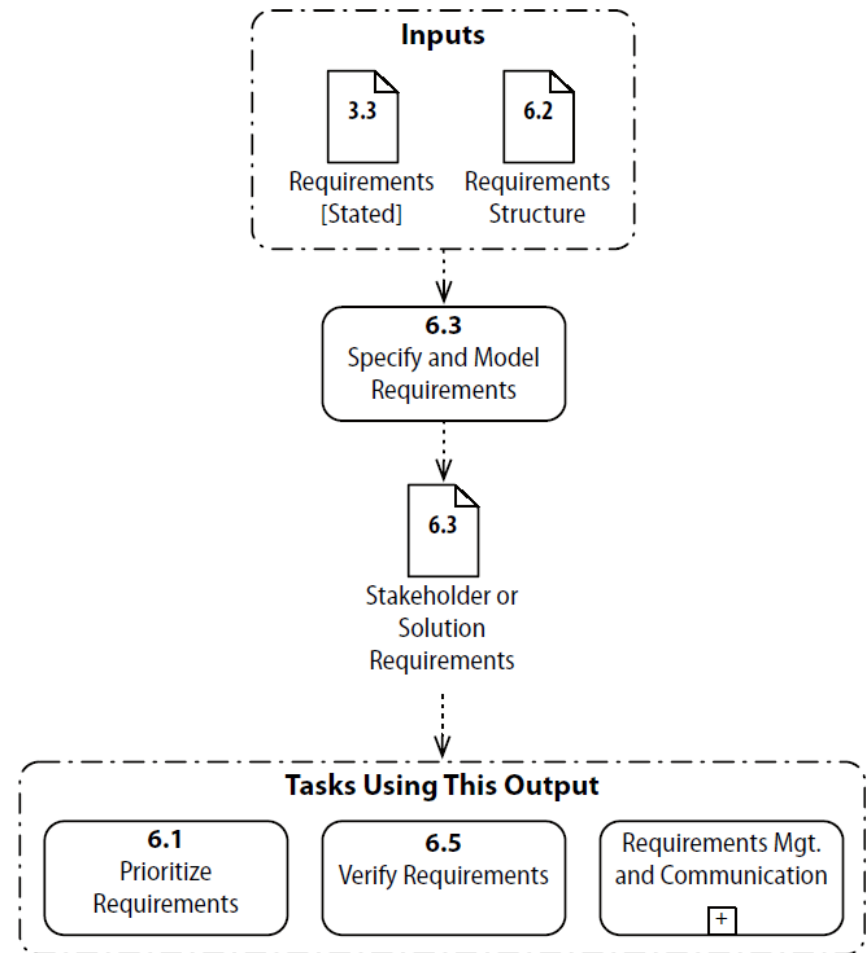 Inputs
3.3
6.2
Requirements
[Stated]
Requirements
Structure
6.3
Specify and Model
Requirements
6.3
Stakeholder or
Solution
Requirements
Tasks Using This Output
6.1
Prioritize
Requirements
6.5
Verify Requirements
Requirements Mgt.
and Communication
+